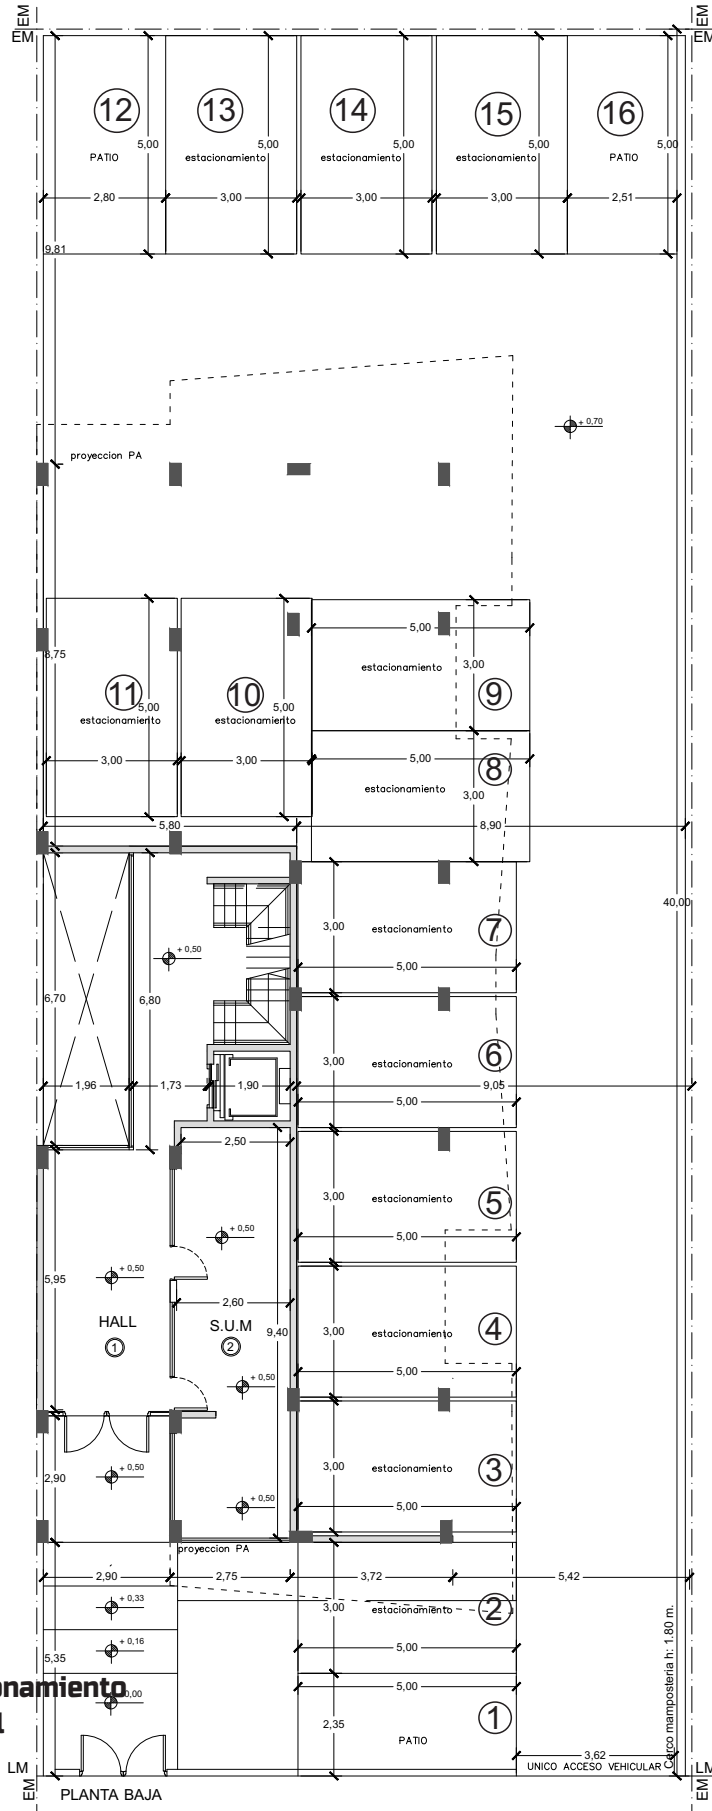 EM
EM
EM
EM
12
13
14
15
16
PATIO
estacionamiento
estacionamiento
estacionamiento
PATIO
5,00
5,00
5,00
5,00
5,00
2,80
3,00
3,00
3,00
2,51
9,81
+ 0,70
proyeccion PA
8,75
11
estacionamiento
5,00
3,00
10
estacionamiento
5,00
3,00
5,00
estacionamiento
3,00
9
5,00
8
estacionamiento
3,00
5,80
8,90
40,00
+ 0,50
6,70
6,80
1,96
1,73
1,90
9,05
2,50
3,00
estacionamiento
7
5,00
3,00
estacionamiento
6
5,00
3,00
estacionamiento
5
5,00
+ 0,50
+ 0,50
5,95
2,60
HALL
1
S.U.M
2
9,40
+ 0,50
3,00
estacionamiento
4
5,00
3,00
estacionamiento
3
5,00
2,90
+ 0,50
+ 0,50
proyeccion PA
2,90
2,75
3,72
5,42
+ 0,33
+ 0,16
5,35
3,00
estacionamiento
2
5,00
5,00
2,35
PATIO
1
onamiento
0,00
Cerco mamposteria h: 1.80 m.
3,62
UNICO ACCESO VEHICULAR
LM
EM
LM
EM
PLANTA BAJA